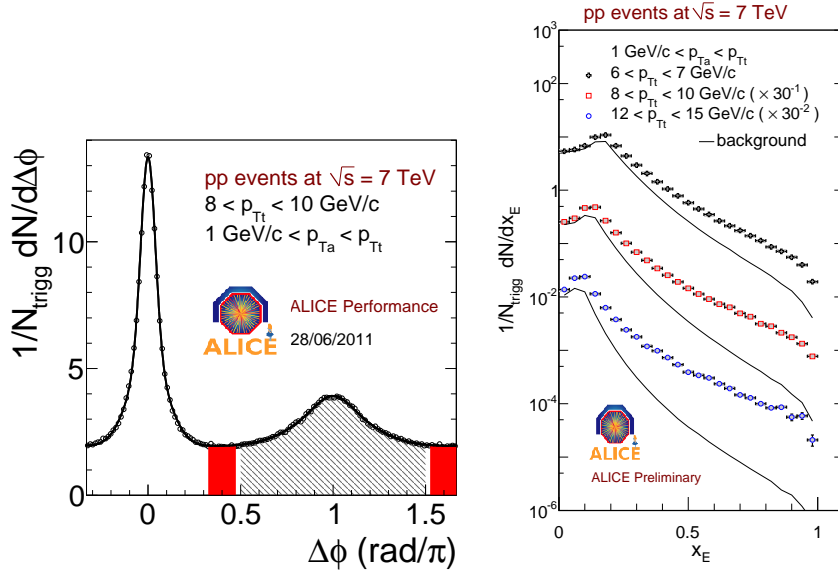 pp events at √s = 7 TeV
8 < p_Tt < 10 GeV/c
1 GeV/c < p_Ta < p_Tt
ALICE
ALICE Performance
28/06/2011
1/N_trigg dN/dΔϕ
0
5
10
0 0.5 1 1.5
Δϕ (rad/π)
pp events at √s = 7 TeV
1 GeV/c < p_Ta < p_Tt
6 < p_Tt < 7 GeV/c
8 < p_Tt < 10 GeV/c ( × 30^-1)
12 < p_Tt < 15 GeV/c ( × 30^-2)
background
ALICE
ALICE Preliminary
1/N_trigg dN/dx_E
10^3
10^2
1
10^-2
10^-4
10^-6
0 0.5 1
x_E